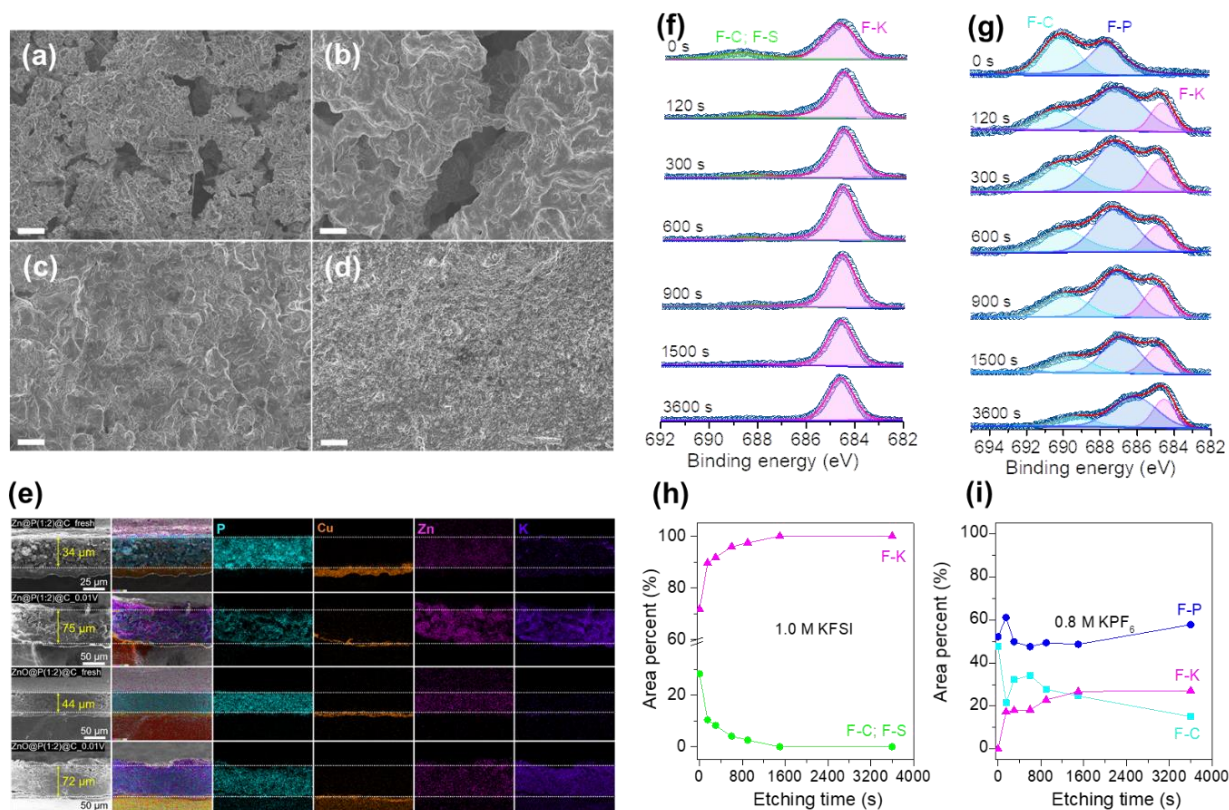 (a)
(b)
(c)
(d)
(e)
Zn@P(1:2)@C_fresh
P
Cu
Zn
K
34 μm
25 μm
Zn@P(1:2)@C_0.01V
75 μm
50 μm
ZnO@P(1:2)@C_fresh
44 μm
50 μm
ZnO@P(1:2)@C_0.01V
72 μm
50 μm
(f)
F-C; F-S
F-K
0 s
120 s
300 s
600 s
900 s
1500 s
3600 s
692 690 688 686 684 682
Binding energy (eV)
(g)
F-C
F-P
0 s
F-K
120 s
300 s
600 s
900 s
1500 s
3600 s
694 692 690 688 686 684 682
Binding energy (eV)
(h)
Area percent (%)
100
80
60
20
0
F-K
1.0 M KFSI
F-C; F-S
0 800 1600 2400 3200 4000
Etching time (s)
(i)
Area percent (%)
100
80
60
40
20
0
F-P
0.8 M KPF₆
F-K
F-C
0 800 1600 2400 3200 4000
Etching time (s)